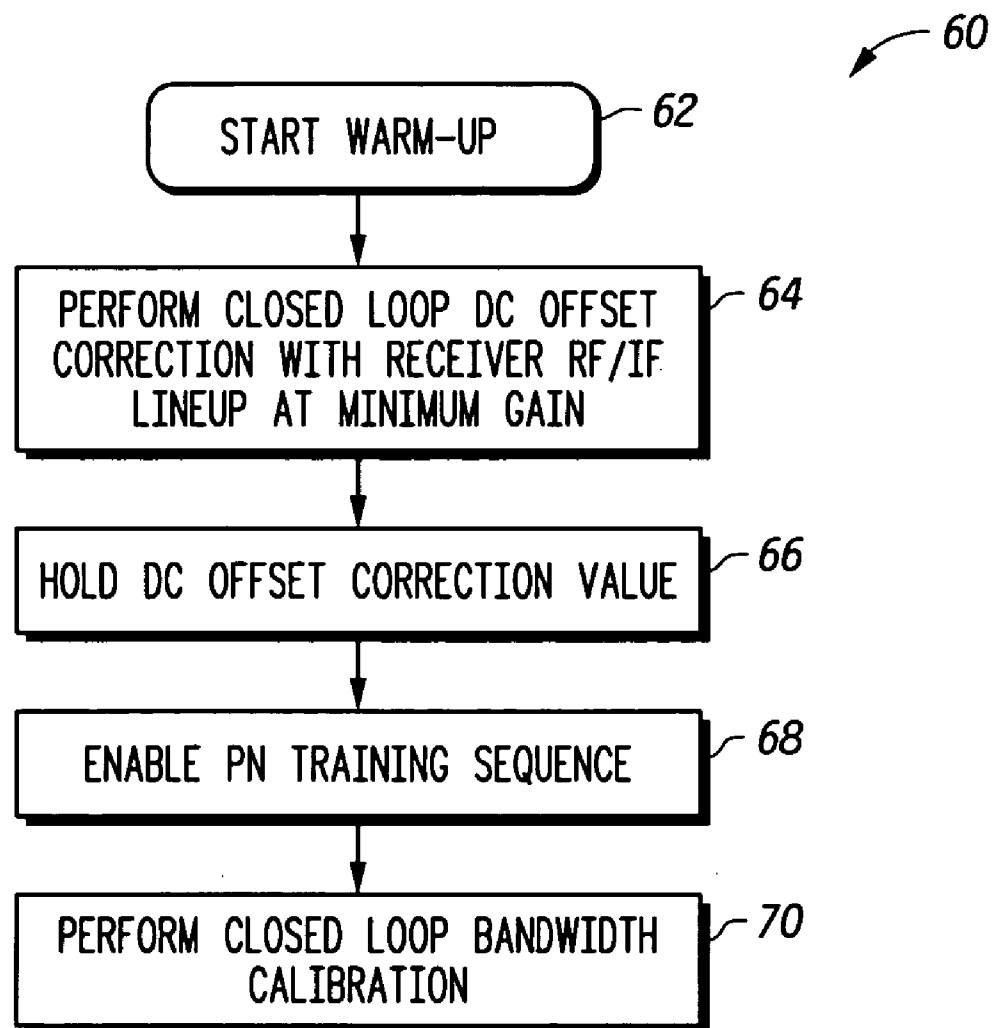 60
START WARM-UP
62
PERFORM CLOSED LOOP DC OFFSET
CORRECTION WITH RECEIVER RF/IF
LINEUP AT MINIMUM GAIN
64
HOLD DC OFFSET CORRECTION VALUE
66
ENABLE PN TRAINING SEQUENCE
68
PERFORM CLOSED LOOP BANDWIDTH
CALIBRATION
70